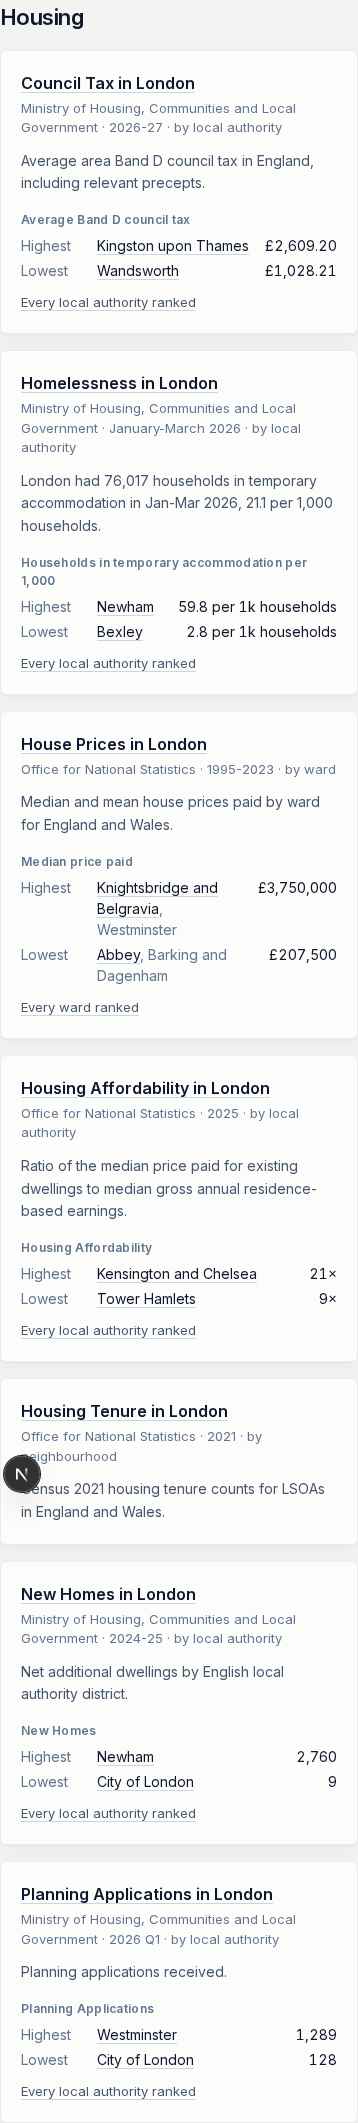 Housing
Council Tax in London
Ministry of Housing, Communities and Local
Government · 2026-27 · by local authority
Average area Band D council tax in England,
including relevant precepts.
Average Band D council tax
Highest Kingston upon Thames £2,609.20
Lowest Wandsworth £1,028.21
Every local authority ranked
Homelessness in London
Ministry of Housing, Communities and Local
Government · January-March 2026 · by local
authority
London had 76,017 households in temporary
accommodation in Jan-Mar 2026, 21.1 per 1,000
households.
Households in temporary accommodation per
1,000
Highest Newham 59.8 per 1k households
Lowest Bexley 2.8 per 1k households
Every local authority ranked
House Prices in London
Office for National Statistics · 1995-2023 · by ward
Median and mean house prices paid by ward
for England and Wales.
Median price paid
Highest Knightsbridge and £3,750,000
Belgravia,
Westminster
Lowest Abbey, Barking and £207,500
Dagenham
Every ward ranked
Housing Affordability in London
Office for National Statistics · 2025 · by local
authority
Ratio of the median price paid for existing
dwellings to median gross annual residence-
based earnings.
Housing Affordability
Highest Kensington and Chelsea 21×
Lowest Tower Hamlets 9×
Every local authority ranked
Housing Tenure in London
Office for National Statistics · 2021 · by
neighbourhood
N
Census 2021 housing tenure counts for LSOAs
in England and Wales.
New Homes in London
Ministry of Housing, Communities and Local
Government · 2024-25 · by local authority
Net additional dwellings by English local
authority district.
New Homes
Highest Newham 2,760
Lowest City of London 9
Every local authority ranked
Planning Applications in London
Ministry of Housing, Communities and Local
Government · 2026 Q1 · by local authority
Planning applications received.
Planning Applications
Highest Westminster 1,289
Lowest City of London 128
Every local authority ranked